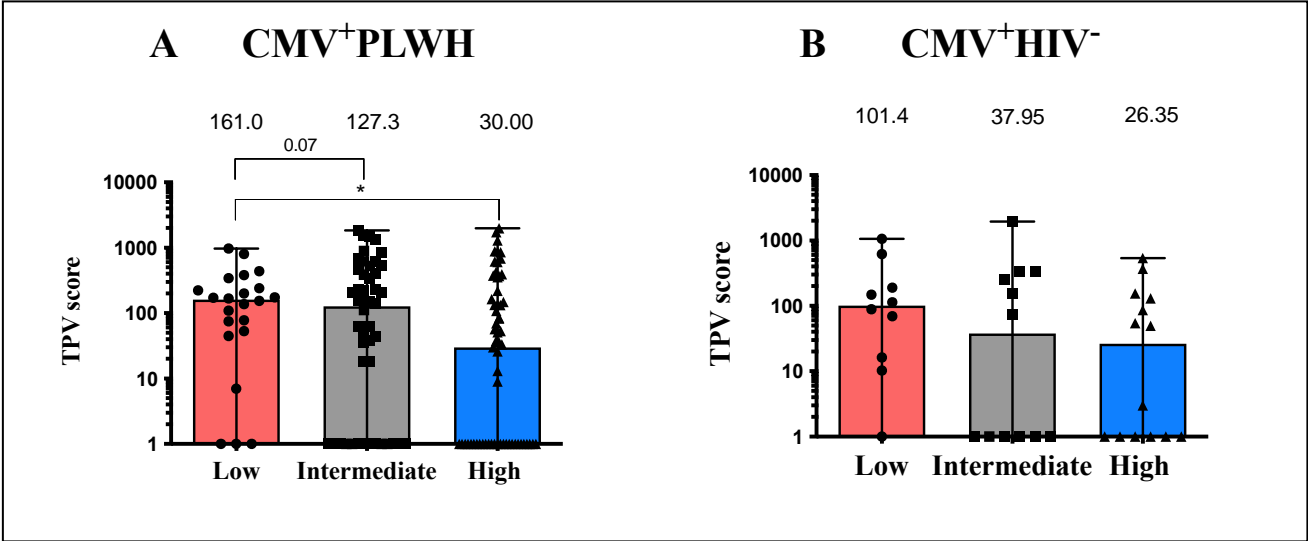 A CMV⁺PLWH
161.0 127.3 30.00
0.07
*
10000
1000
100
10
1
TPV score
Low Intermediate High
B CMV⁺HIV⁻
101.4 37.95 26.35
10000
1000
100
10
1
TPV score
Low Intermediate High